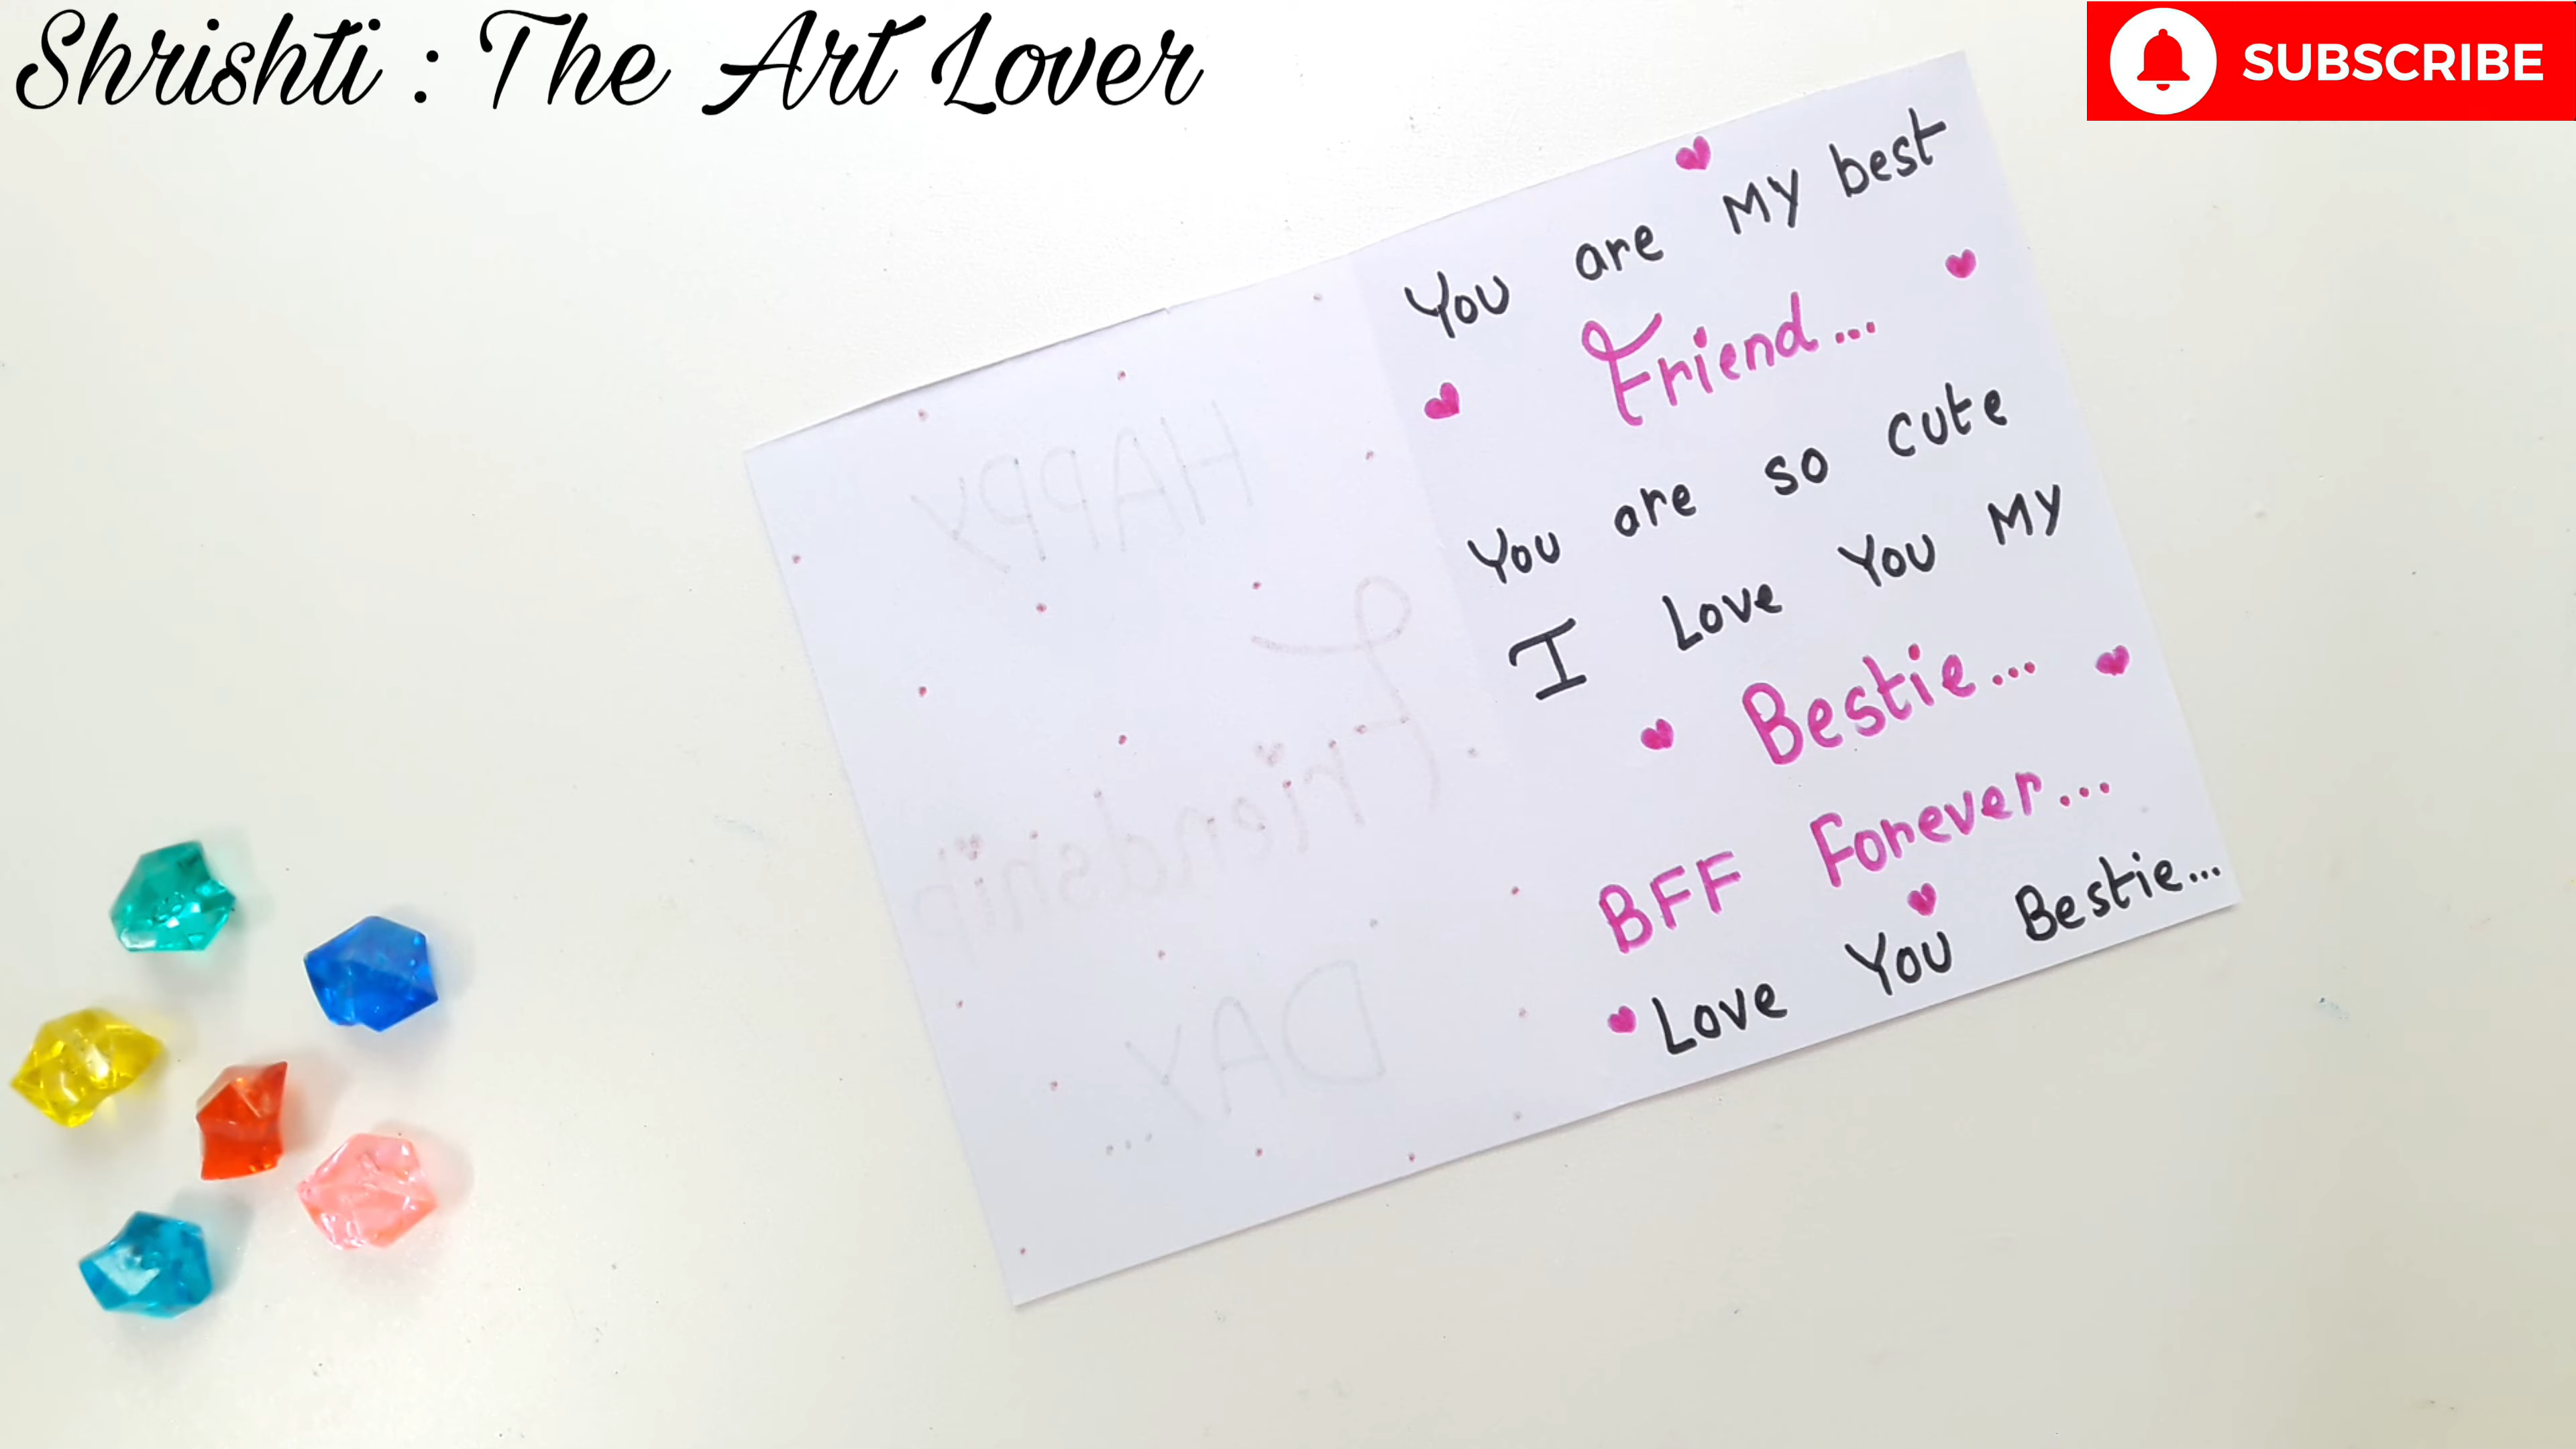 Shrishti : The Art Lover
SUBSCRIBE
You are My best
Friend...
You are so cute
I Love You My
Bestie...
BFF Forever...
Love You Bestie...
HAPPY
Friendship
DAY...